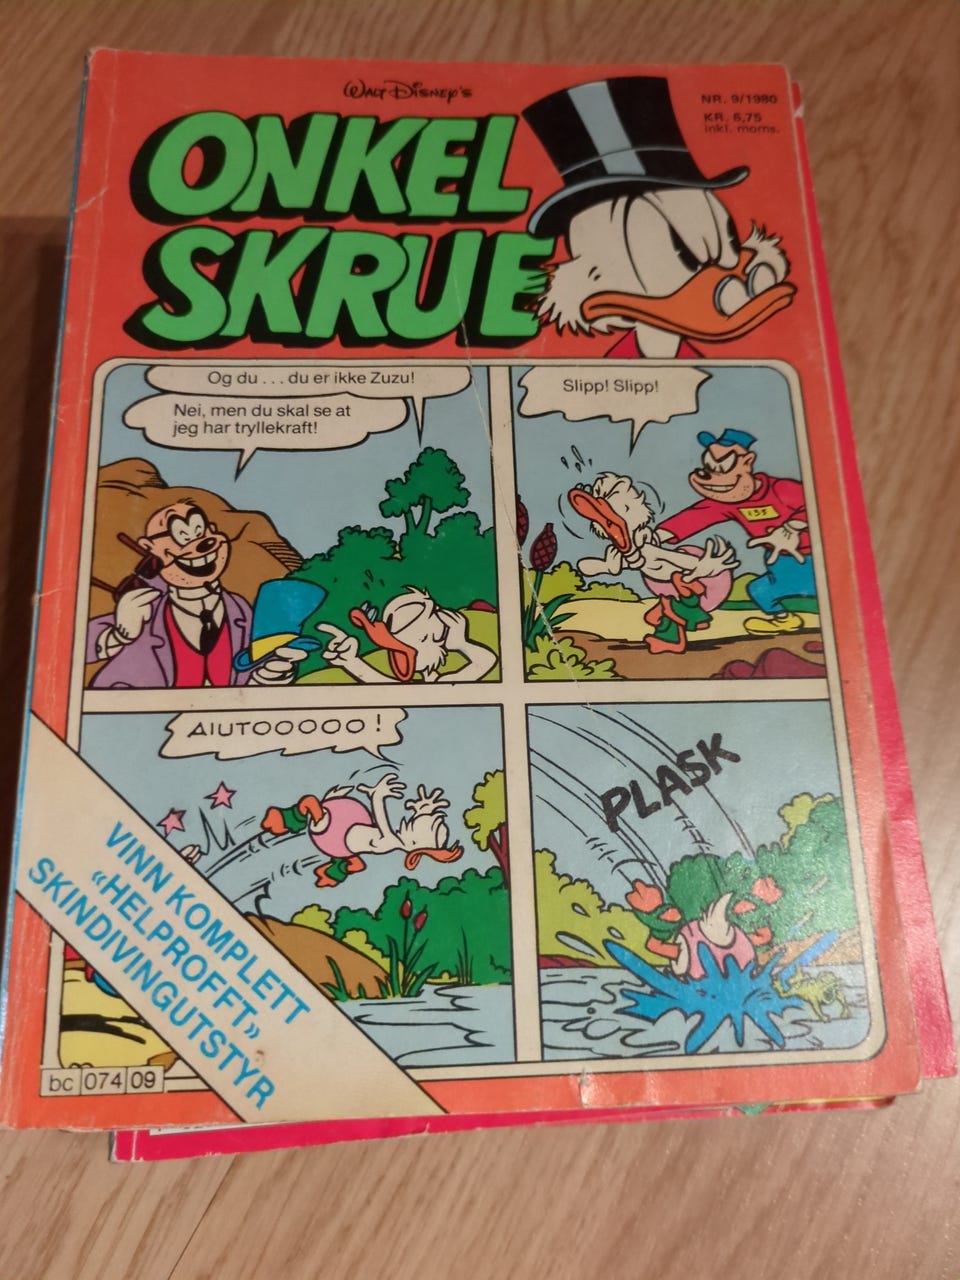 WALT DISNEY'S
NR. 9/1980
KR. 6,75
inkl. moms.
ONKEL
SKRUE
Og du . . . du er ikke Zuzu!
Nei, men du skal se at
jeg har tryllekraft!
Slipp! Slipp!
135
AIUTOOOOO!
PLASK
VINN KOMPLETT
«HELPROFFT»
SKINDIVINGUTSTYR
bc 074 09